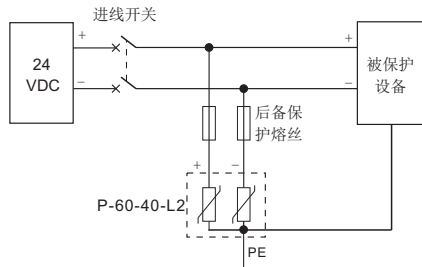 进线开关
+
+
24
VDC
−
−
被保护
设备
后备保
护熔丝
+
−
P-60-40-L2
PE